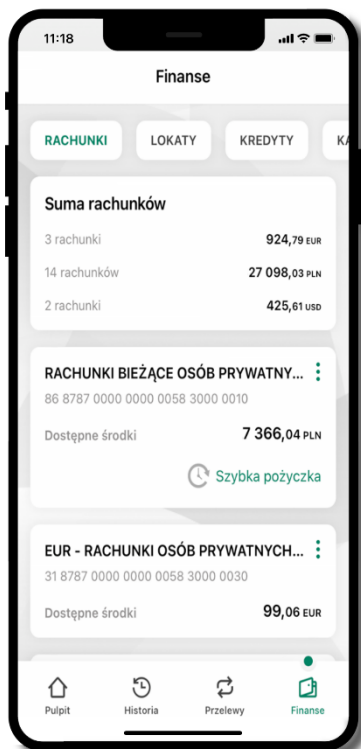 11:18
Finanse
RACHUNKI LOKATY KREDYTY
Suma rachunków
3 rachunki 924,79 EUR
14 rachunków 27 098,03 PLN
2 rachunki 425,61 USD
RACHUNKI BIEŻĄCE OSÓB PRYWATNY...
86 8787 0000 0000 0058 3000 0010
Dostępne środki 7 366,04 PLN
Szybka pożyczka
EUR - RACHUNKI OSÓB PRYWATNYCH...
31 8787 0000 0000 0058 3000 0030
Dostępne środki 99,06 EUR
Pulpit Historia Przelewy Finanse